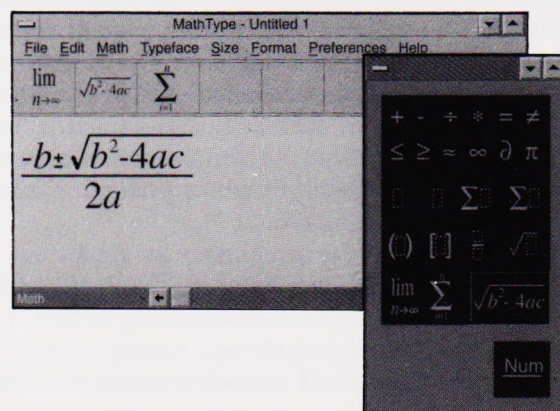 MathType - Untitled 1
File Edit Math Typeface Size Format Preferences Help
lim n→∞ √b²-4ac n∑i=1
-b±√b²-4ac
2a
Math
+ - ÷ * = ≠
≤ ≥ ≈ ∞ ∂ π
∑ ∑
() [] √
lim n→∞ n∑i=1 √b²-4ac
Num